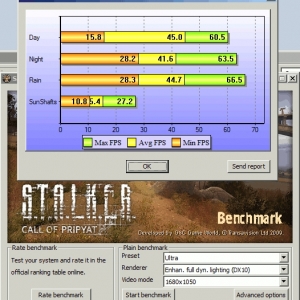 Day 15.8 45.0 60.5
Night 28.2 41.6 63.5
Rain 28.3 44.7 66.5
SunShafts 10.8 5.4 27.2
0 10 20 30 40 50 60 70
Max FPS Avg FPS Min FPS
OK Send report
S.T.A.L.K.E.R.
CALL OF PRIPYAT
Benchmark
Developed by GSC Game World, ©Transavision Ltd 2009
Rate benchmark
Test your system and rate it in the
official ranking table online.
Rate benchmark
Plain benchmark
Preset Ultra
Renderer Enhan. full dyn. lighting (DX10)
Video mode 1680x1050
Start benchmark Advanced options